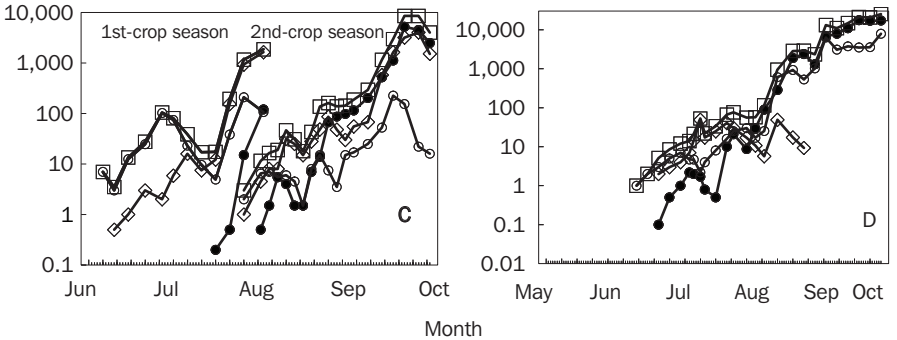 10,000
1,000
100
10
1
0.1
1st-crop season 2nd-crop season
C
Jun Jul Aug Sep Oct
10,000
1,000
100
10
1
0.1
0.01
D
May Jun Jul Aug Sep Oct
Month